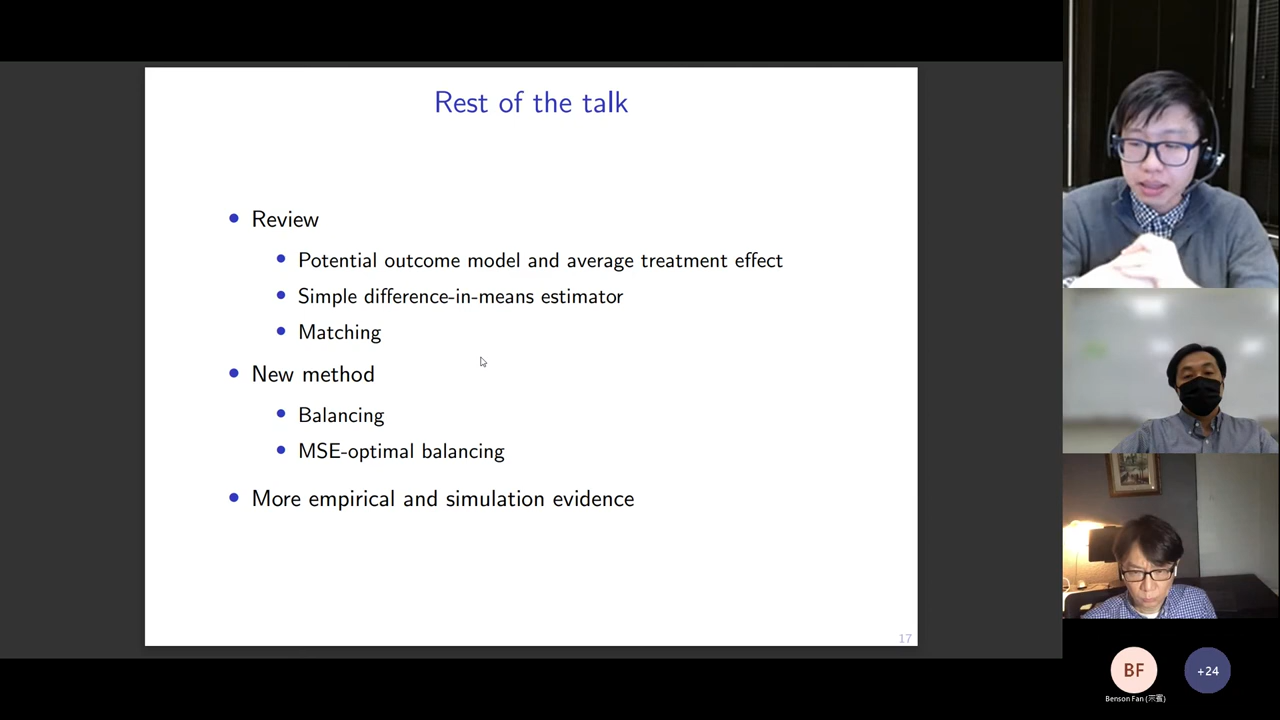 Rest of the talk
Review
Potential outcome model and average treatment effect
Simple difference-in-means estimator
Matching
New method
Balancing
MSE-optimal balancing
More empirical and simulation evidence
17
BF
+24
Benson Fan